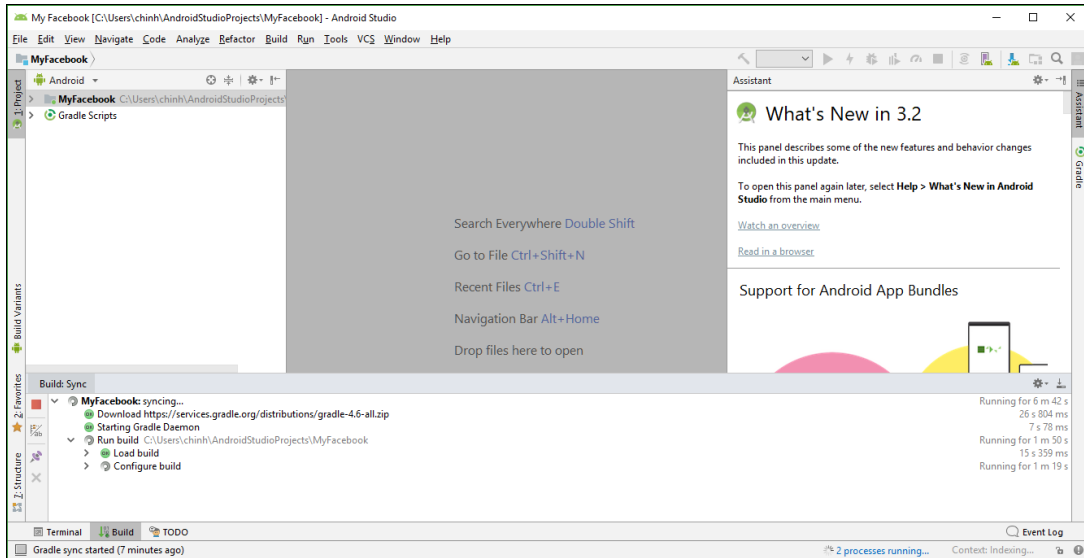 My Facebook [C:\Users\chinh\AndroidStudioProjects\MyFacebook] - Android Studio
File Edit View Navigate Code Analyze Refactor Build Run Tools VCS Window Help
MyFacebook
1: Project
Android
MyFacebook C:\Users\chinh\AndroidStudioProjects
Gradle Scripts
Search Everywhere Double Shift
Go to File Ctrl+Shift+N
Recent Files Ctrl+E
Navigation Bar Alt+Home
Drop files here to open
Assistant
What's New in 3.2
This panel describes some of the new features and behavior changes
included in this update.
To open this panel again later, select Help > What's New in Android
Studio from the main menu.
Watch an overview
Read in a browser
Support for Android App Bundles
Assistant
Gradle
Build Variants
2: Favorites
Z: Structure
Build: Sync
MyFacebook: syncing... Running for 6 m 42 s
Download https://services.gradle.org/distributions/gradle-4.6-all.zip 26 s 804 ms
Starting Gradle Daemon 7 s 78 ms
Run build C:\Users\chinh\AndroidStudioProjects\MyFacebook Running for 1 m 50 s
Load build 15 s 359 ms
Configure build Running for 1 m 19 s
Terminal Build TODO Event Log
Gradle sync started (7 minutes ago) 2 processes running... Context: Indexing...